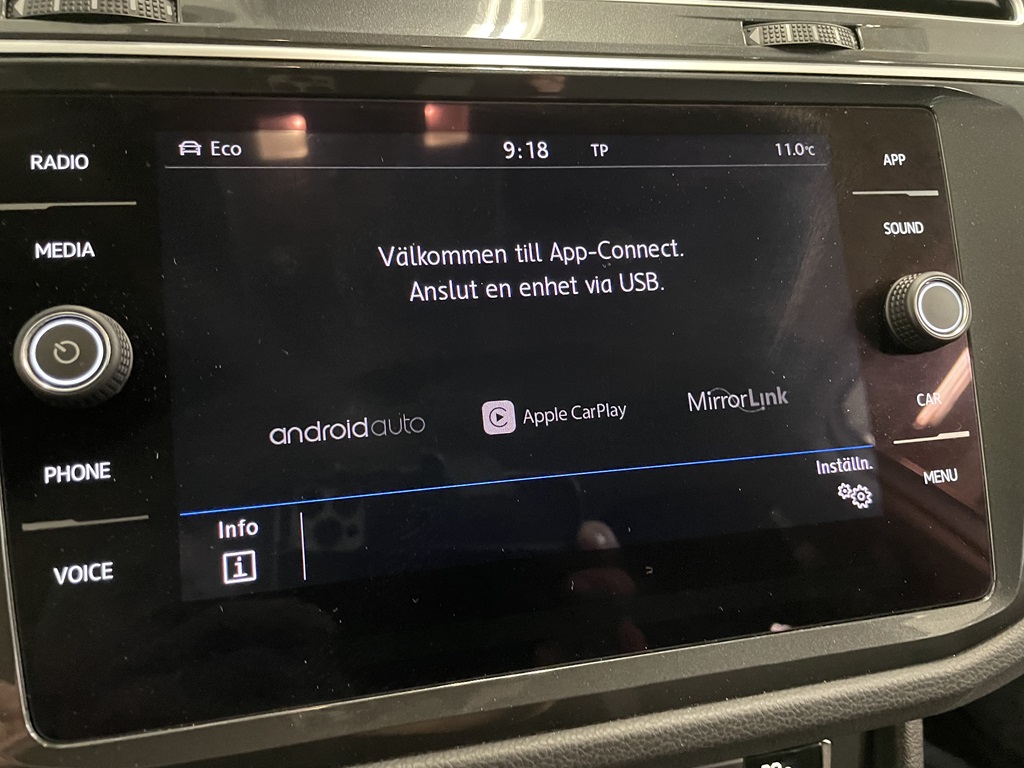 RADIO
MEDIA
PHONE
VOICE
Eco
9:18
TP
11.0°C
Välkommen till App-Connect.
Anslut en enhet via USB.
androidauto
Apple CarPlay
MirrorLink
Inställn.
Info
i
APP
SOUND
CAR
MENU